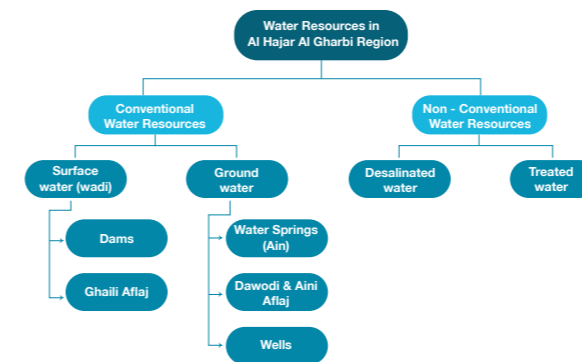 Water Resources in
Al Hajar Al Gharbi Region
Conventional
Water Resources
Non - Conventional
Water Resources
Surface
water (wadi)
Ground
water
Desalinated
water
Treated
water
Dams
Ghaili Aflaj
Water Springs
(Ain)
Dawodi & Aini
Aflaj
Wells